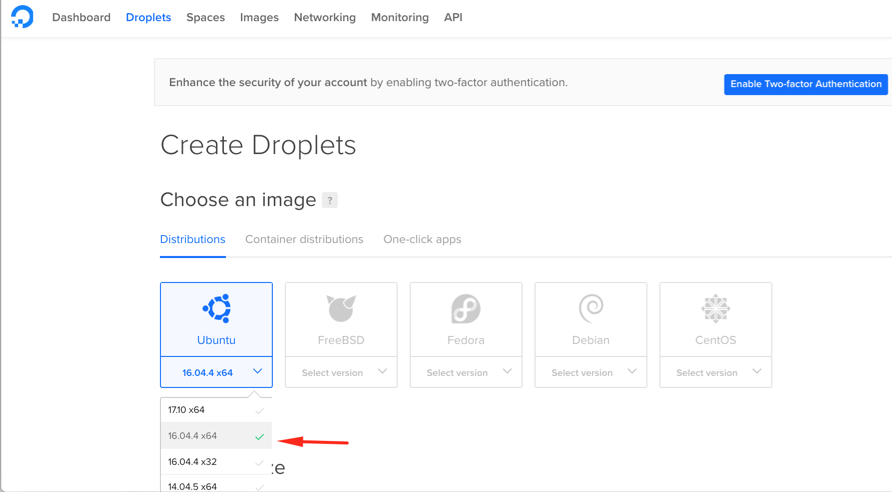 Dashboard Droplets Spaces Images Networking Monitoring API
Enhance the security of your account by enabling two-factor authentication.
Enable Two-factor Authentication
Create Droplets
Choose an image ?
Distributions Container distributions One-click apps
Ubuntu FreeBSD Fedora Debian CentOS
16.04.4 x64 Select version Select version Select version Select version
17.10 x64
16.04.4 x64
16.04.4 x32
14.04.5 x64